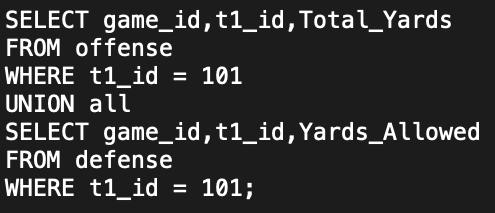 SELECT game_id,t1_id,Total_Yards
FROM offense
WHERE t1_id = 101
UNION all
SELECT game_id,t1_id,Yards_Allowed
FROM defense
WHERE t1_id = 101;